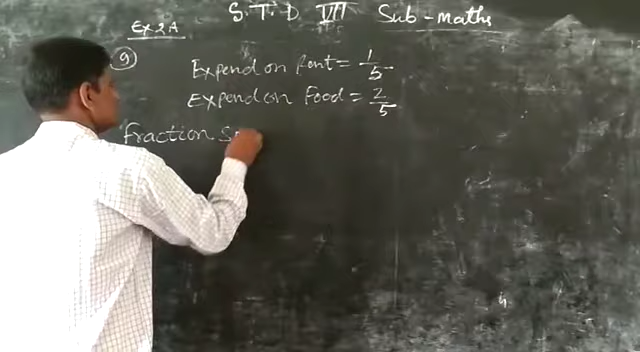 S.T.D VII Sub-maths
Ex 2A
9 Expend on Rent = 1/5
Expend on Food = 2/5
Fraction